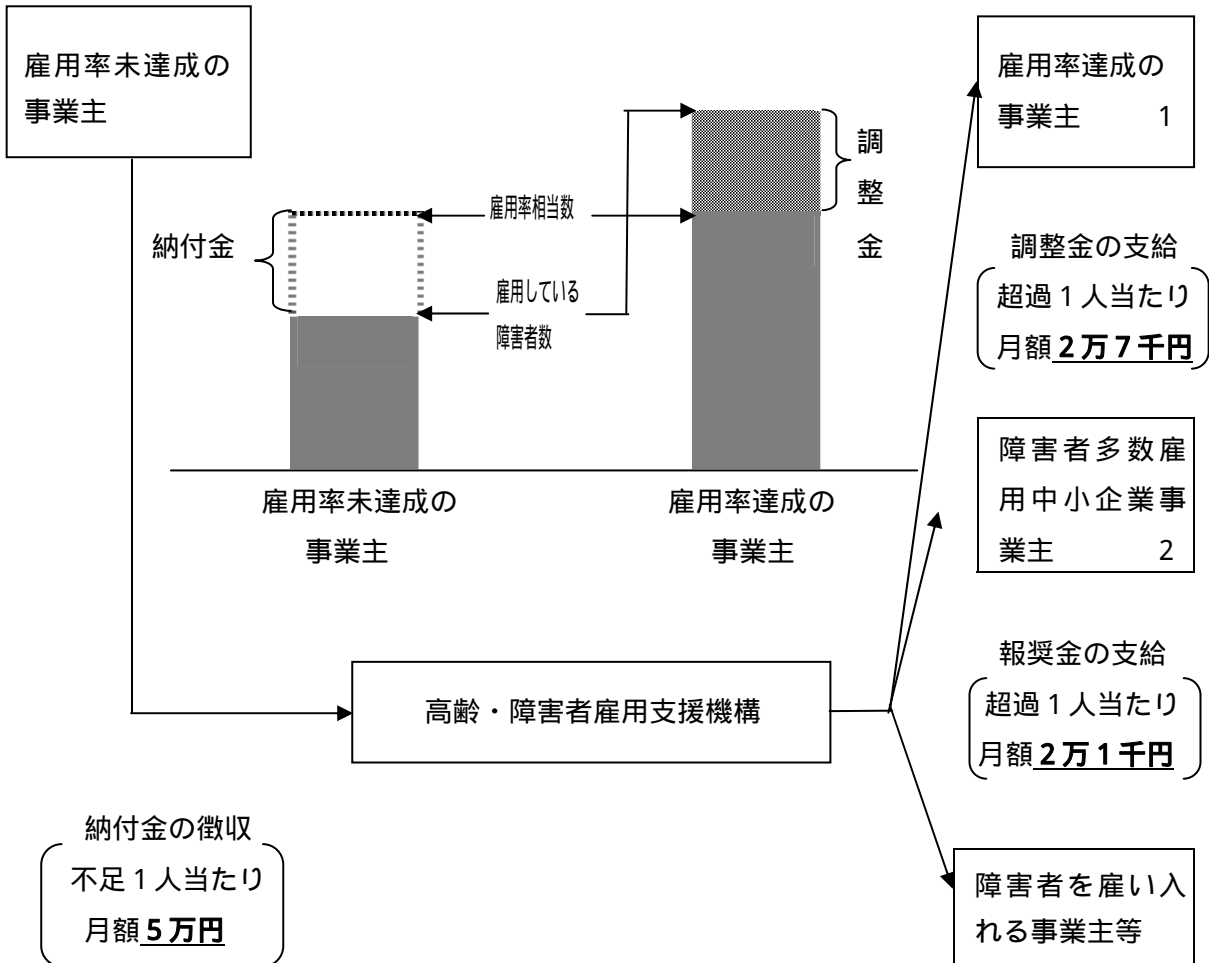 雇用率未達成の
事業主
雇用率達成の
事業主 1
納付金
雇用率相当数
雇用している
障害者数
調
整
金
調整金の支給
超過1人当たり
月額2万7千円
障害者多数雇
用中小企業事
業主 2
雇用率未達成の
事業主
雇用率達成の
事業主
高齢・障害者雇用支援機構
報奨金の支給
超過1人当たり
月額2万1千円
納付金の徴収
不足1人当たり
月額5万円
障害者を雇い入
れる事業主等